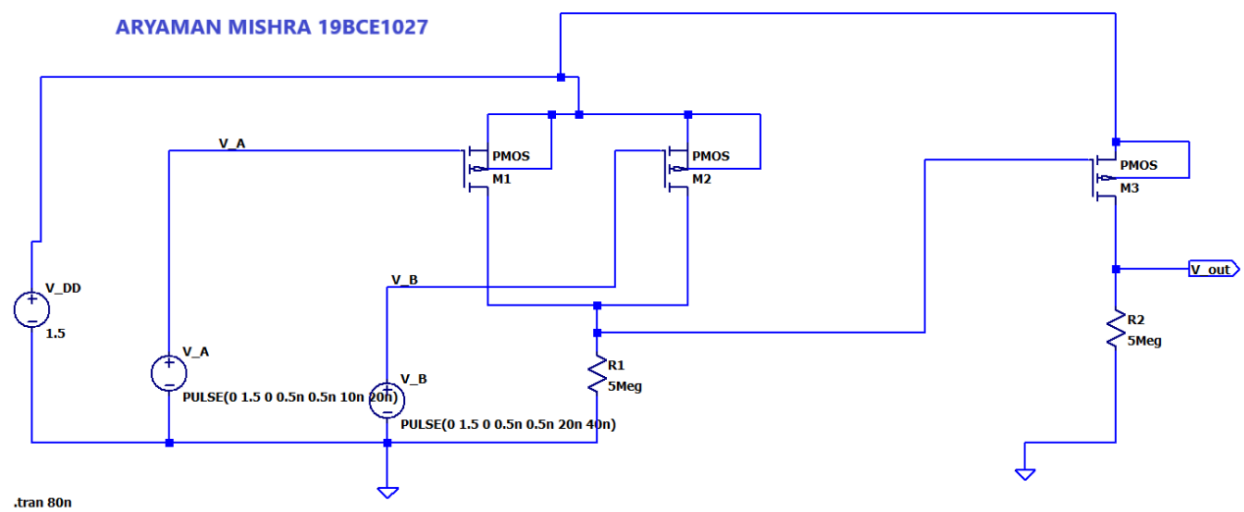 ARYAMAN MISHRA 19BCE1027
V_A
PMOS
M1
PMOS
M2
PMOS
M3
V_DD
1.5
V_B
V_out
V_A
PULSE(0 1.5 0 0.5n 0.5n 10n 20n)
V_B
PULSE(0 1.5 0 0.5n 0.5n 20n 40n)
R1
5Meg
R2
5Meg
.tran 80n